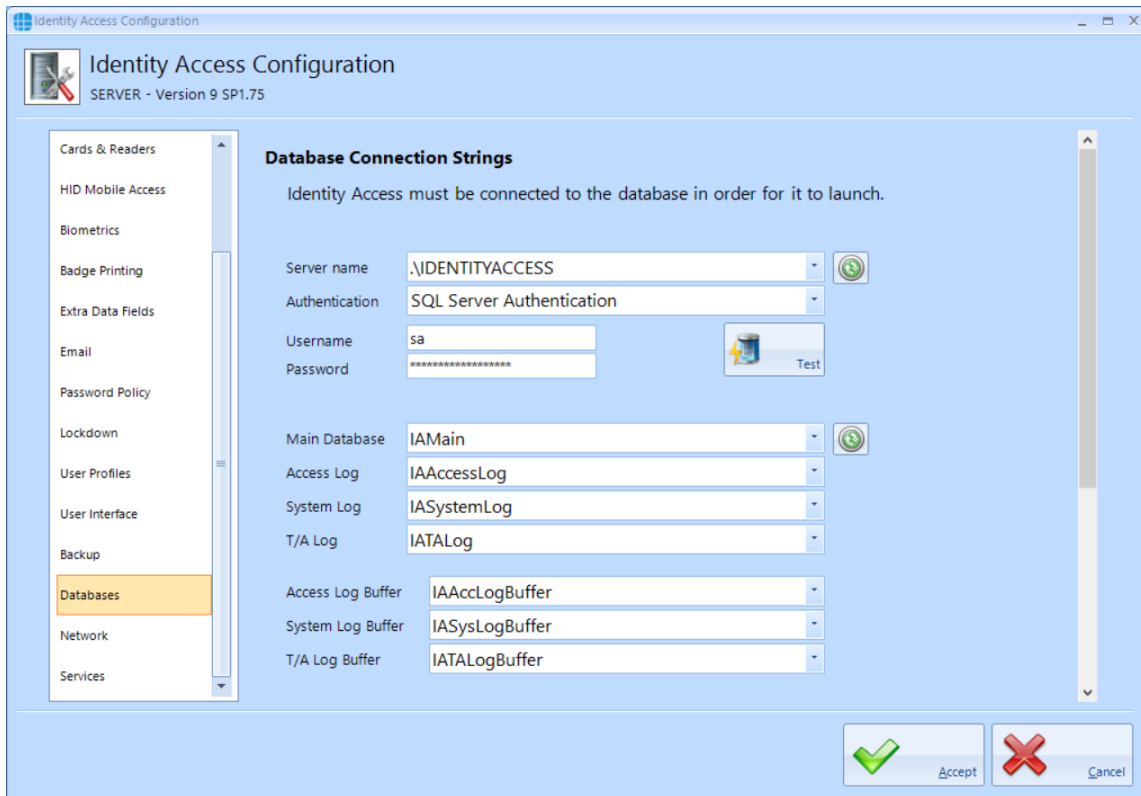 Identity Access Configuration
Identity Access Configuration
SERVER - Version 9 SP1.75
Cards & Readers
HID Mobile Access
Biometrics
Badge Printing
Extra Data Fields
Email
Password Policy
Lockdown
User Profiles
User Interface
Backup
Databases
Network
Services
Database Connection Strings
Identity Access must be connected to the database in order for it to launch.
Server name .\IDENTITYACCESS
Authentication SQL Server Authentication
Username sa
Password ******************
Test
Main Database IAMain
Access Log IAAccessLog
System Log IASystemLog
T/A Log IATALog
Access Log Buffer IAAccLogBuffer
System Log Buffer IASysLogBuffer
T/A Log Buffer IATALogBuffer
Accept Cancel